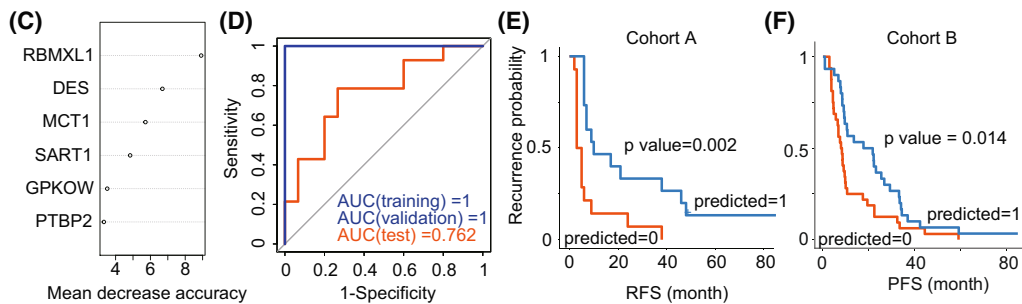 (C)
RBMXL1
DES
MCT1
SART1
GPKOW
PTBP2
4 6 8
Mean decrease accuracy
(D)
Sensitivity
1
0.8
0.6
0.4
0.2
0
AUC(training) =1
AUC(validation) =1
AUC(test) =0.762
0 0.2 0.4 0.6 0.8 1
1-Specificity
(E)
Cohort A
Recurrence probability
1
0.5
0
p value=0.002
predicted=1
predicted=0
0 20 40 60 80
RFS (month)
(F)
Cohort B
1
0.5
0
p value = 0.014
predicted=1
predicted=0
0 20 40 60 80
PFS (month)